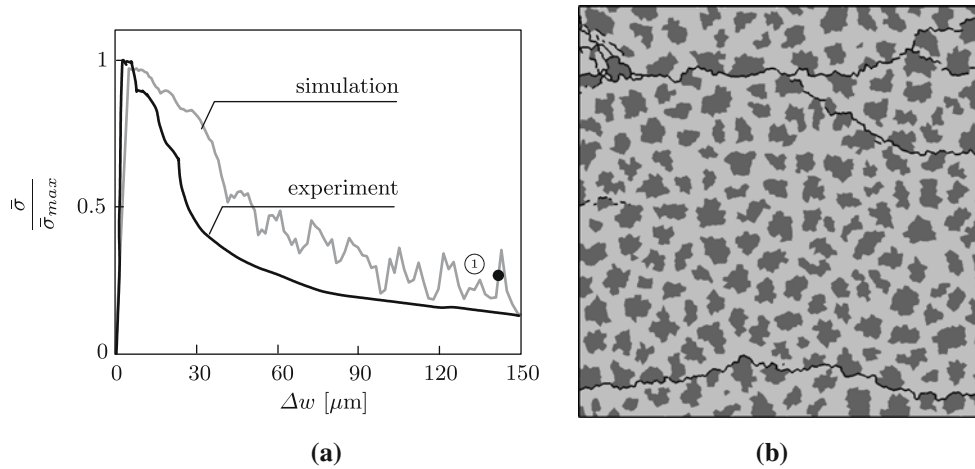 1
simulation
experiment
σ̄
σ̄max
0.5
1
0
0 30 60 90 120 150
Δw [μm]
(a)
(b)